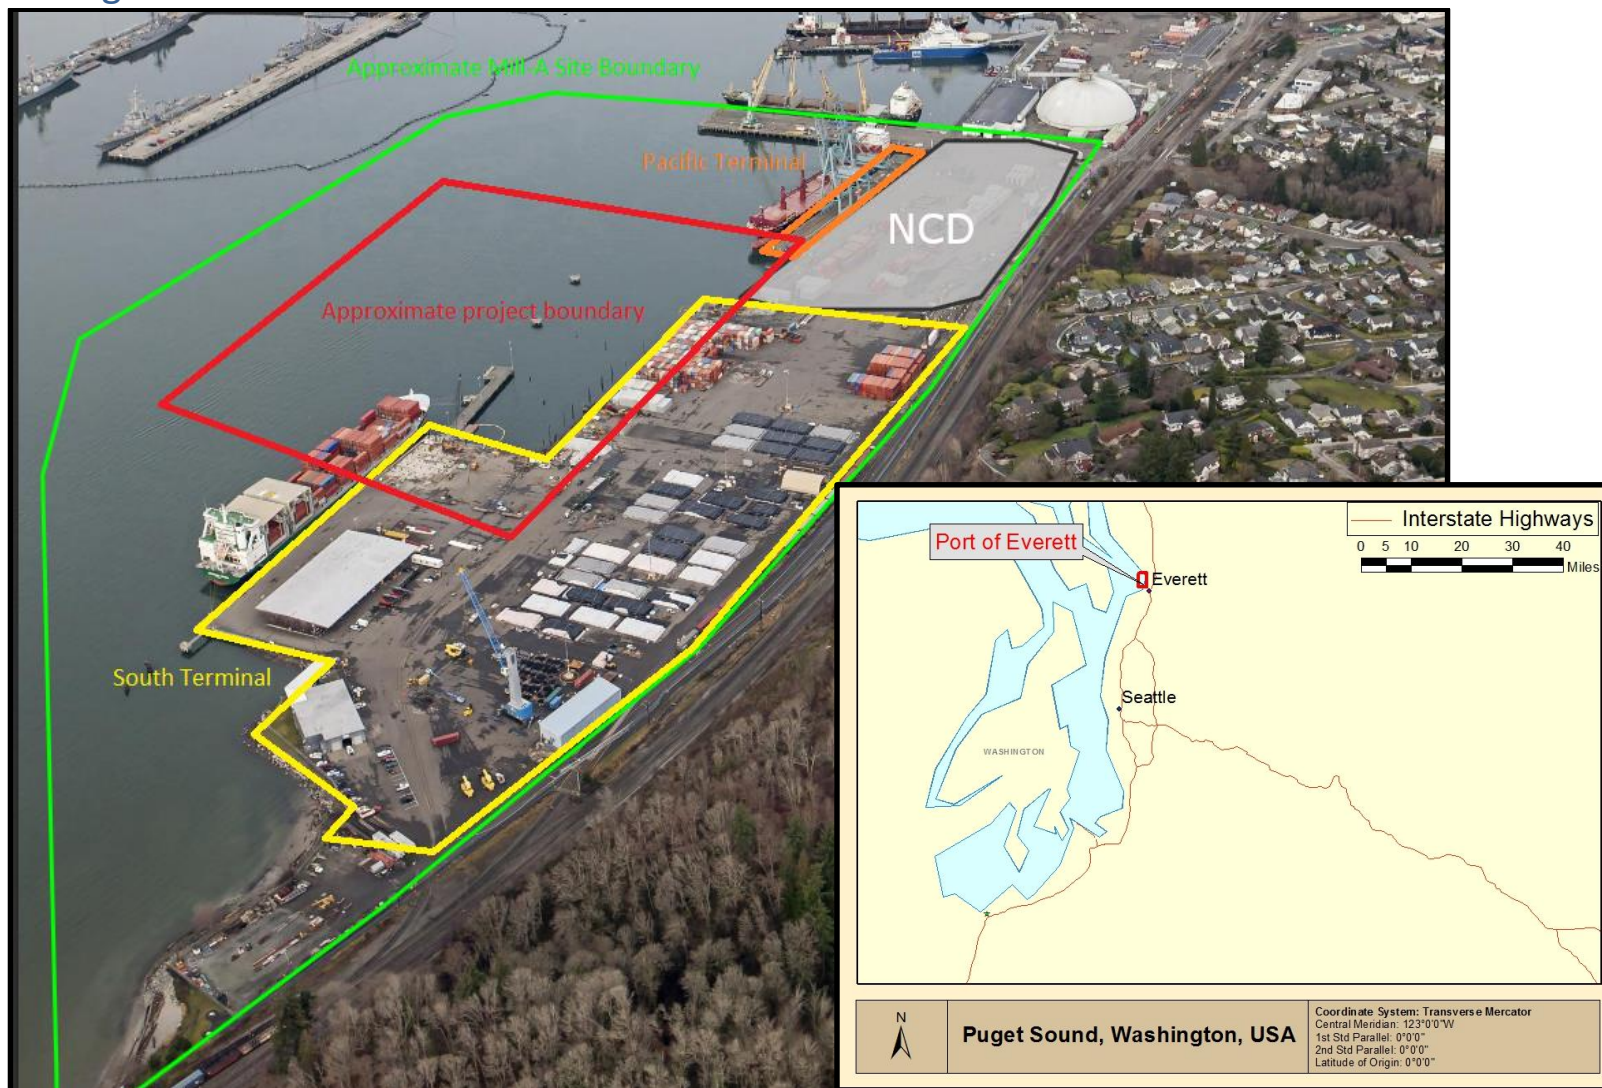 Approximate Mill-A Site Boundary
Pacific Terminal
NCD
Approximate project boundary
South Terminal
Interstate Highways
0 5 10 20 30 40
Miles
Port of Everett
Everett
Seattle
WASHINGTON
N
Puget Sound, Washington, USA
Coordinate System: Transverse Mercator
Central Meridian: 123°0'0"W
1st Std Parallel: 0°0'0"
2nd Std Parallel: 0°0'0"
Latitude of Origin: 0°0'0"